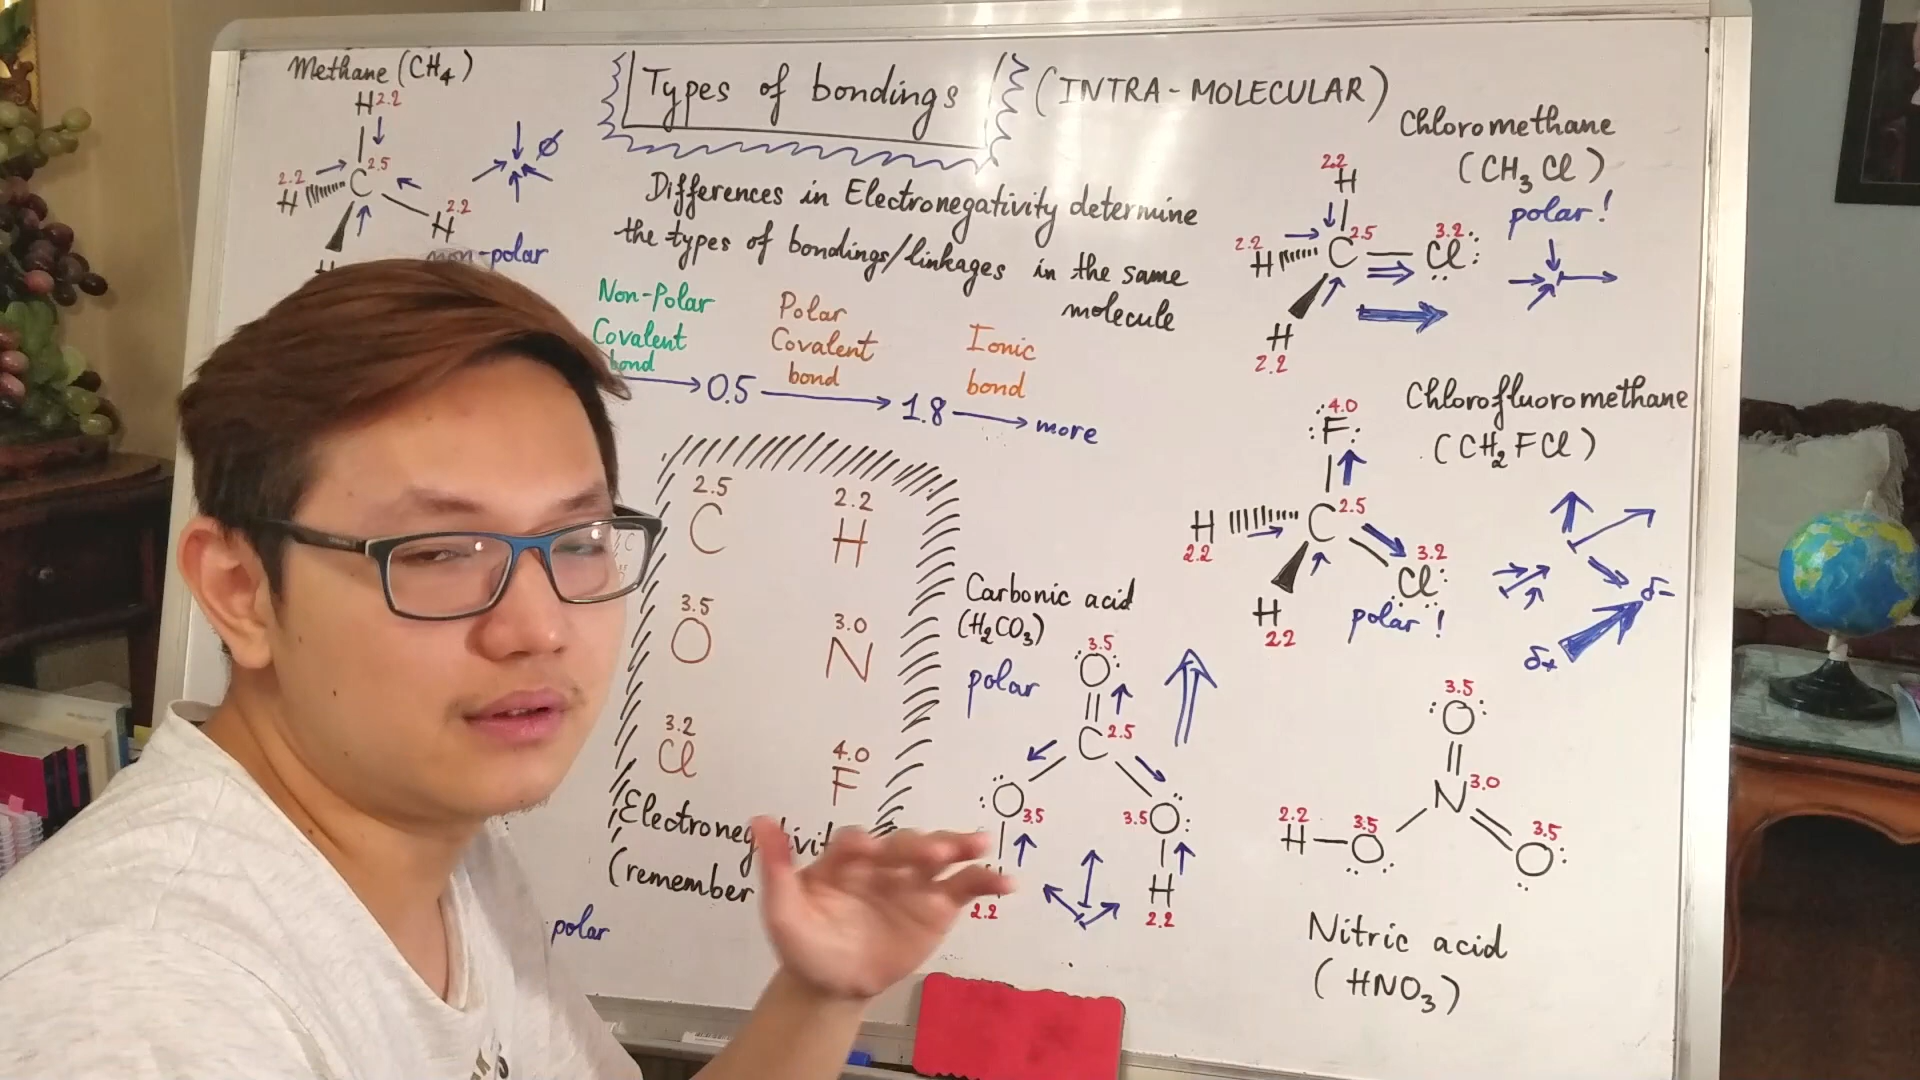 Methane (CH4)
H 2.2
2.2 H C 2.5
H 2.2
non-polar
Types of bondings (INTRA-MOLECULAR)
Differences in Electronegativity determine
the types of bondings/linkages in the same
molecule
Non-Polar
Covalent
bond
Polar
Covalent
bond
Ionic
bond
0.5 1.8 more
2.5 2.2
C H
3.5 3.0
O N
3.2 4.0
Cl F
(remember
polar
Chloromethane
(CH3Cl)
polar!
2.2
H
2.2 H C 2.5 3.2 Cl
H
2.2
Chlorofluoromethane
(CH2FCl)
4.0
F
H C 2.5
2.2
3.2
Cl
H
2.2
polar!
δ-
δ+
Carbonic acid
(H2CO3)
polar
3.5
O
C 2.5
O 3.5 3.5 O
H
2.2 2.2
3.5
O
N 3.0
2.2 3.5 3.5
H O O
Nitric acid
(HNO3)